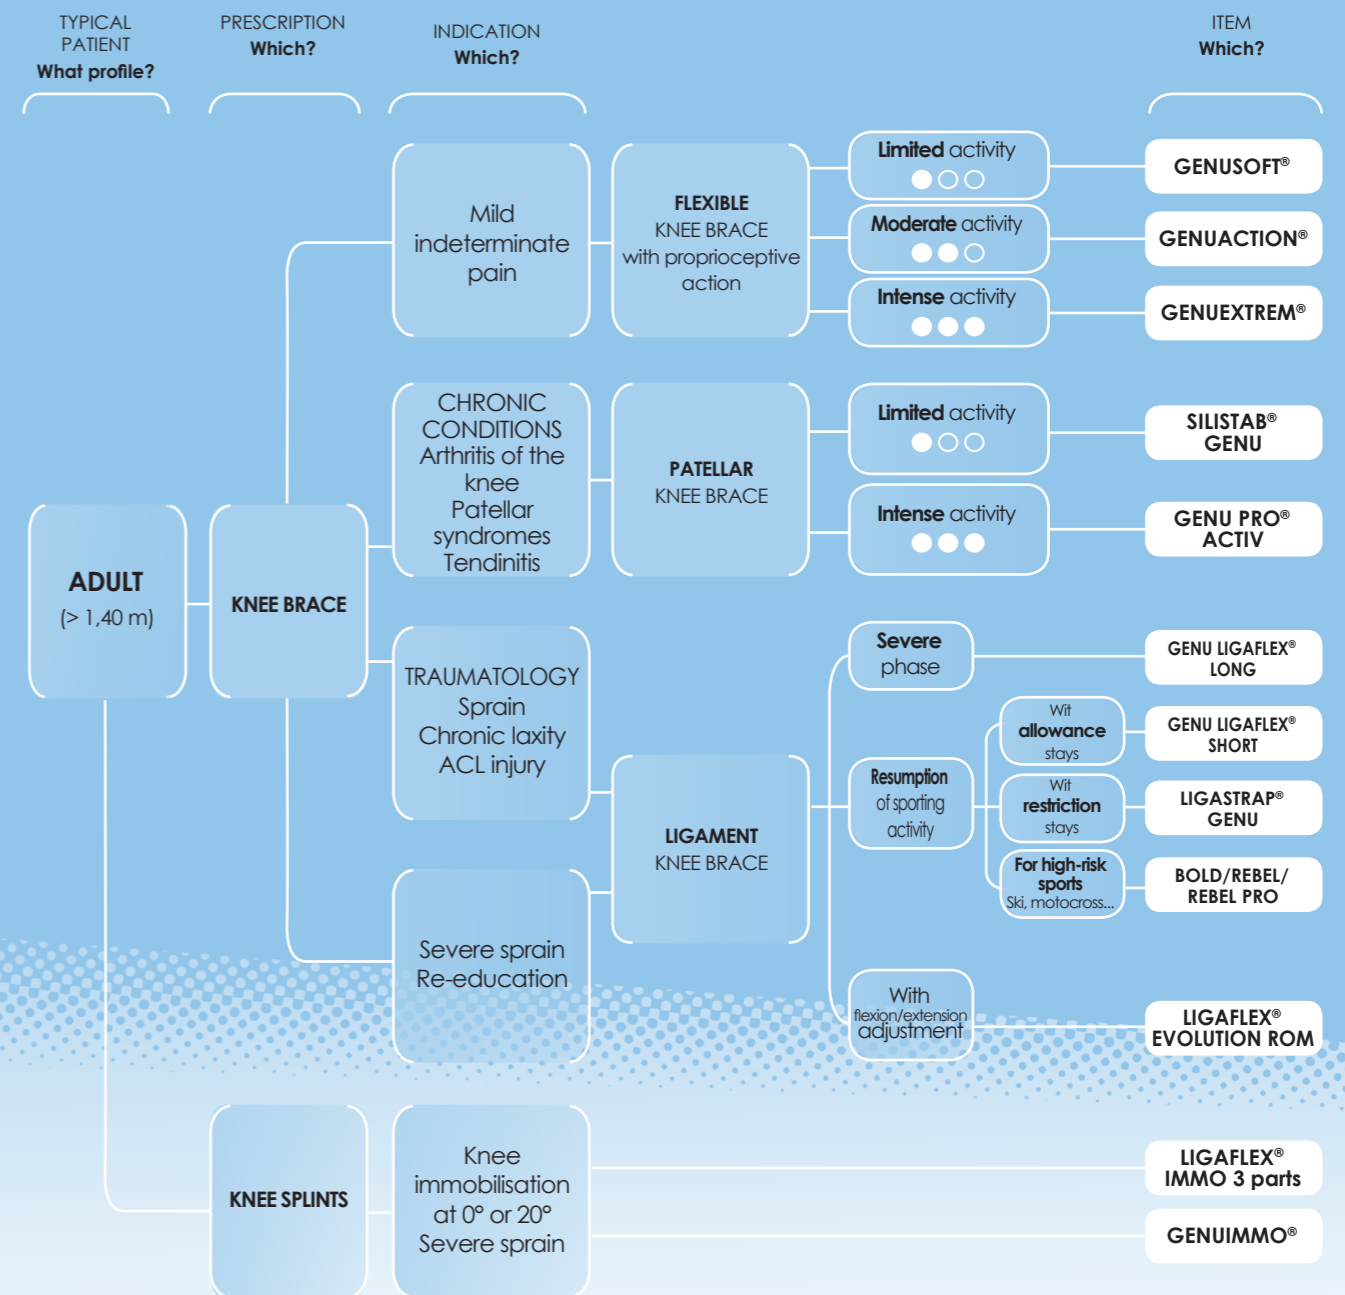 TYPICAL
PATIENT
What profile?
PRESCRIPTION
Which?
INDICATION
Which?
ITEM
Which?
ADULT
(> 1,40 m)
KNEE BRACE
Mild
indeterminate
pain
FLEXIBLE
KNEE BRACE
with proprioceptive
action
Limited activity
GENUSOFT®
Moderate activity
GENUACTION®
Intense activity
GENUEXTREM®
CHRONIC
CONDITIONS
Arthritis of the
knee
Patellar
syndromes
Tendinitis
PATELLAR
KNEE BRACE
Limited activity
SILISTAB®
GENU
Intense activity
GENU PRO®
ACTIV
TRAUMATOLOGY
Sprain
Chronic laxity
ACL injury
Severe sprain
Re-education
LIGAMENT
KNEE BRACE
Severe
phase
GENU LIGAFLEX®
LONG
Resumption
of sporting
activity
Wit
allowance
stays
GENU LIGAFLEX®
SHORT
Wit
restriction
stays
LIGASTRAP®
GENU
For high-risk
sports
Ski, motocross...
BOLD/REBEL/
REBEL PRO
With
flexion/extension
adjustment
LIGAFLEX®
EVOLUTION ROM
KNEE SPLINTS
Knee
immobilisation
at 0° or 20°
Severe sprain
LIGAFLEX®
IMMO 3 parts
GENUIMMO®